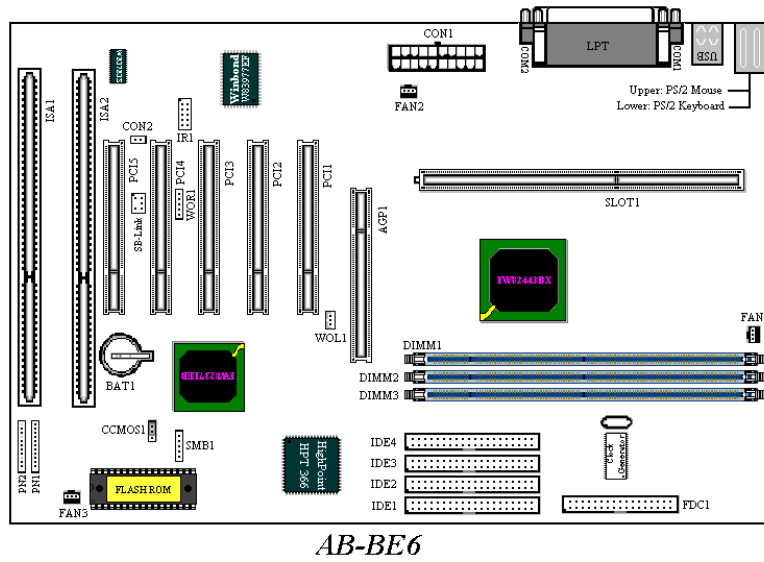 CON1
LPT
COM2
COM1
USB
Upper: PS/2 Mouse
Lower: PS/2 Keyboard
FAN2
Winbond
W83977EF
ISA1
ISA2
CON2
IR1
PCI5
PCI4
PCI3
PCI2
PCI1
SB-Link
WOR1
AGP1
SLOT1
FW82443BX
FAN
WOL1
DIMM1
DIMM2
DIMM3
BAT1
FW82371EB
CCMOS1
SMB1
PN2
PN1
FLASH ROM
FAN3
HighPoint
HPT 366
IDE4
IDE3
IDE2
IDE1
Clock
Generator
FDC1
AB-BE6